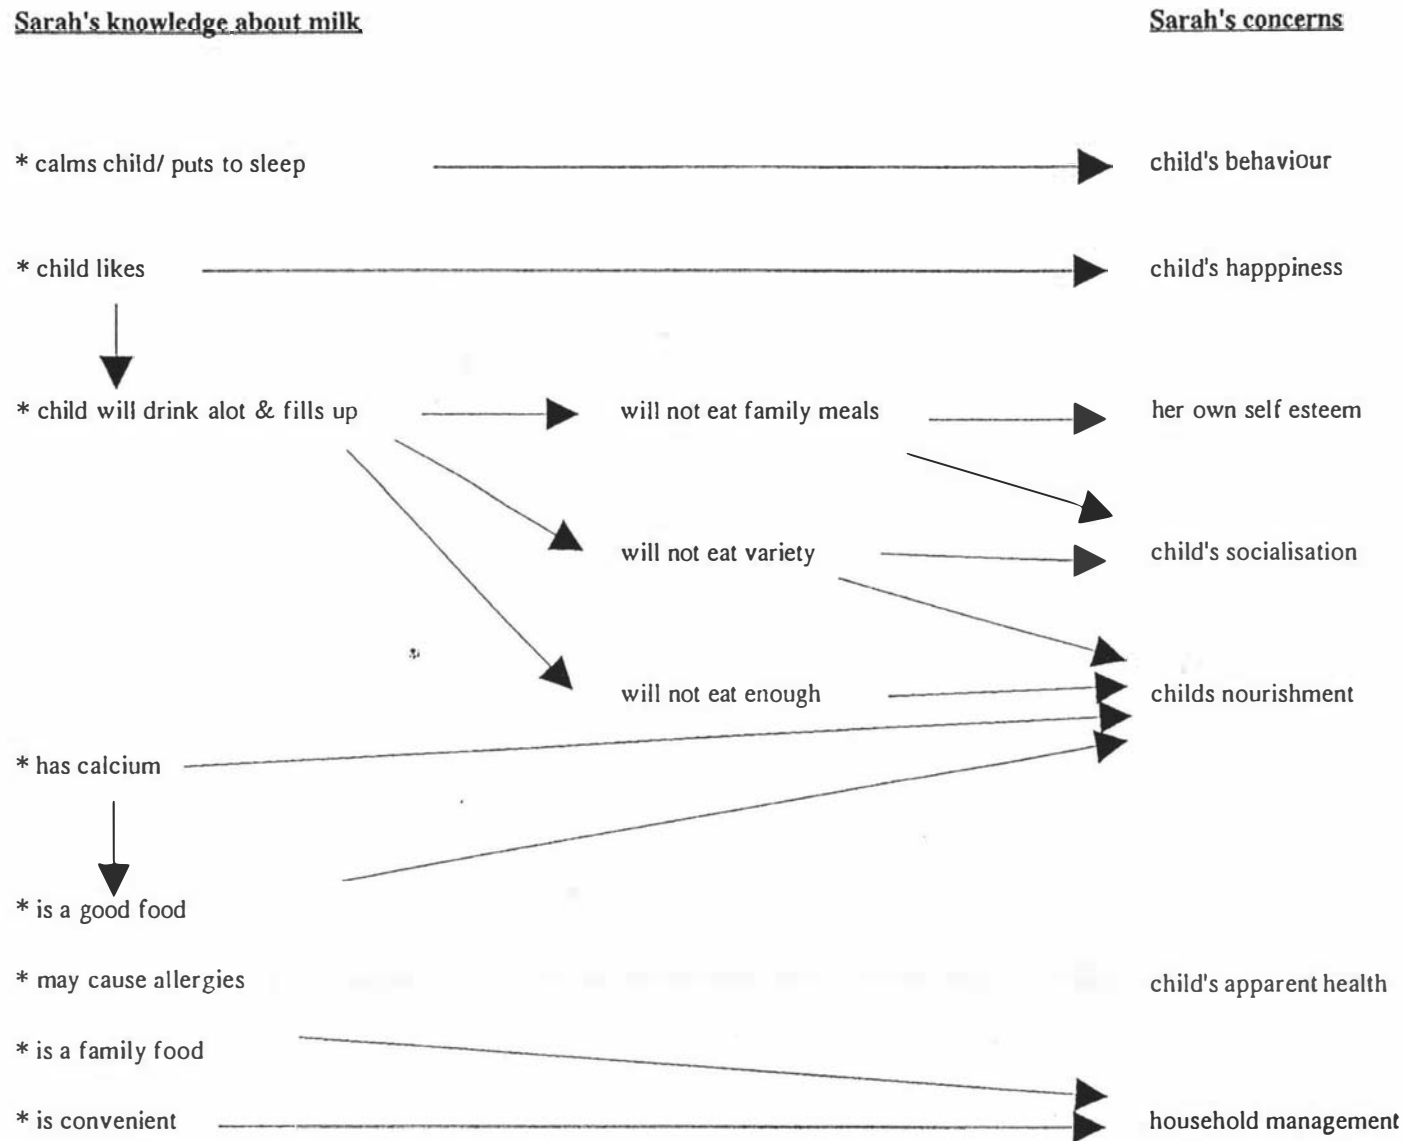 Sarah's knowledge about milk Sarah's concerns
* calms child/ puts to sleep child's behaviour
* child likes child's happpiness
* child will drink alot & fills up will not eat family meals her own self esteem
will not eat variety child's socialisation
will not eat enough childs nourishment
* has calcium
* is a good food
* may cause allergies child's apparent health
* is a family food
* is convenient household management